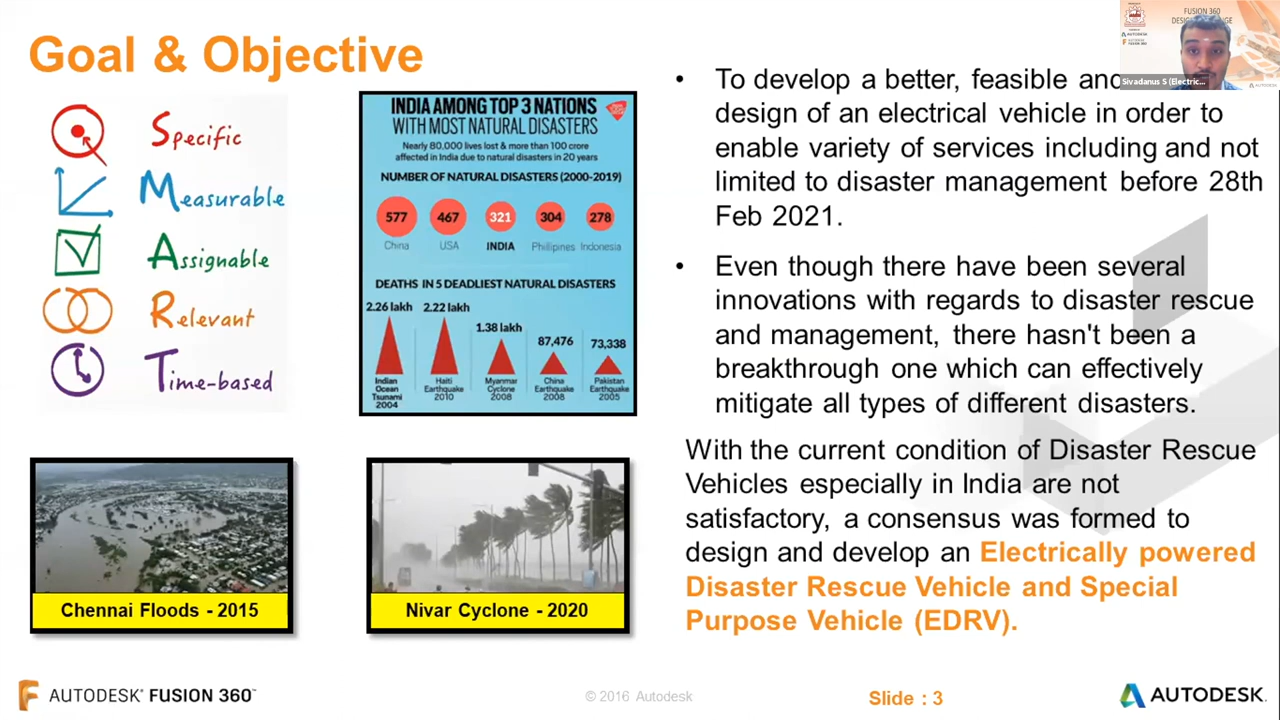 Goal & Objective
Specific
Measurable
Assignable
Relevant
Time-based
INDIA AMONG TOP 3 NATIONS
WITH MOST NATURAL DISASTERS
Nearly 80,000 lives lost & more than 100 crore
affected in India due to natural disasters in 20 years
NUMBER OF NATURAL DISASTERS (2000-2019)
577 467 321 304 278
China USA INDIA Phillipines Indonesia
DEATHS IN 5 DEADLIEST NATURAL DISASTERS
2.26 lakh 2.22 lakh 1.38 lakh 87,476 73,338
Indian Ocean Tsunami 2004
Haiti Earthquake 2010
Myanmar Cyclone 2008
China Earthquake 2008
Pakistan Earthquake 2005
Chennai Floods - 2015
Nivar Cyclone - 2020
• To develop a better, feasible and
design of an electrical vehicle in order to
enable variety of services including and not
limited to disaster management before 28th
Feb 2021.
• Even though there have been several
innovations with regards to disaster rescue
and management, there hasn't been a
breakthrough one which can effectively
mitigate all types of different disasters.
With the current condition of Disaster Rescue
Vehicles especially in India are not
satisfactory, a consensus was formed to
design and develop an Electrically powered
Disaster Rescue Vehicle and Special
Purpose Vehicle (EDRV).
FUSION 360
Sivadanus S (Electric...
AUTODESK
AUTODESK® FUSION 360™
© 2016 Autodesk
Slide : 3
AUTODESK.